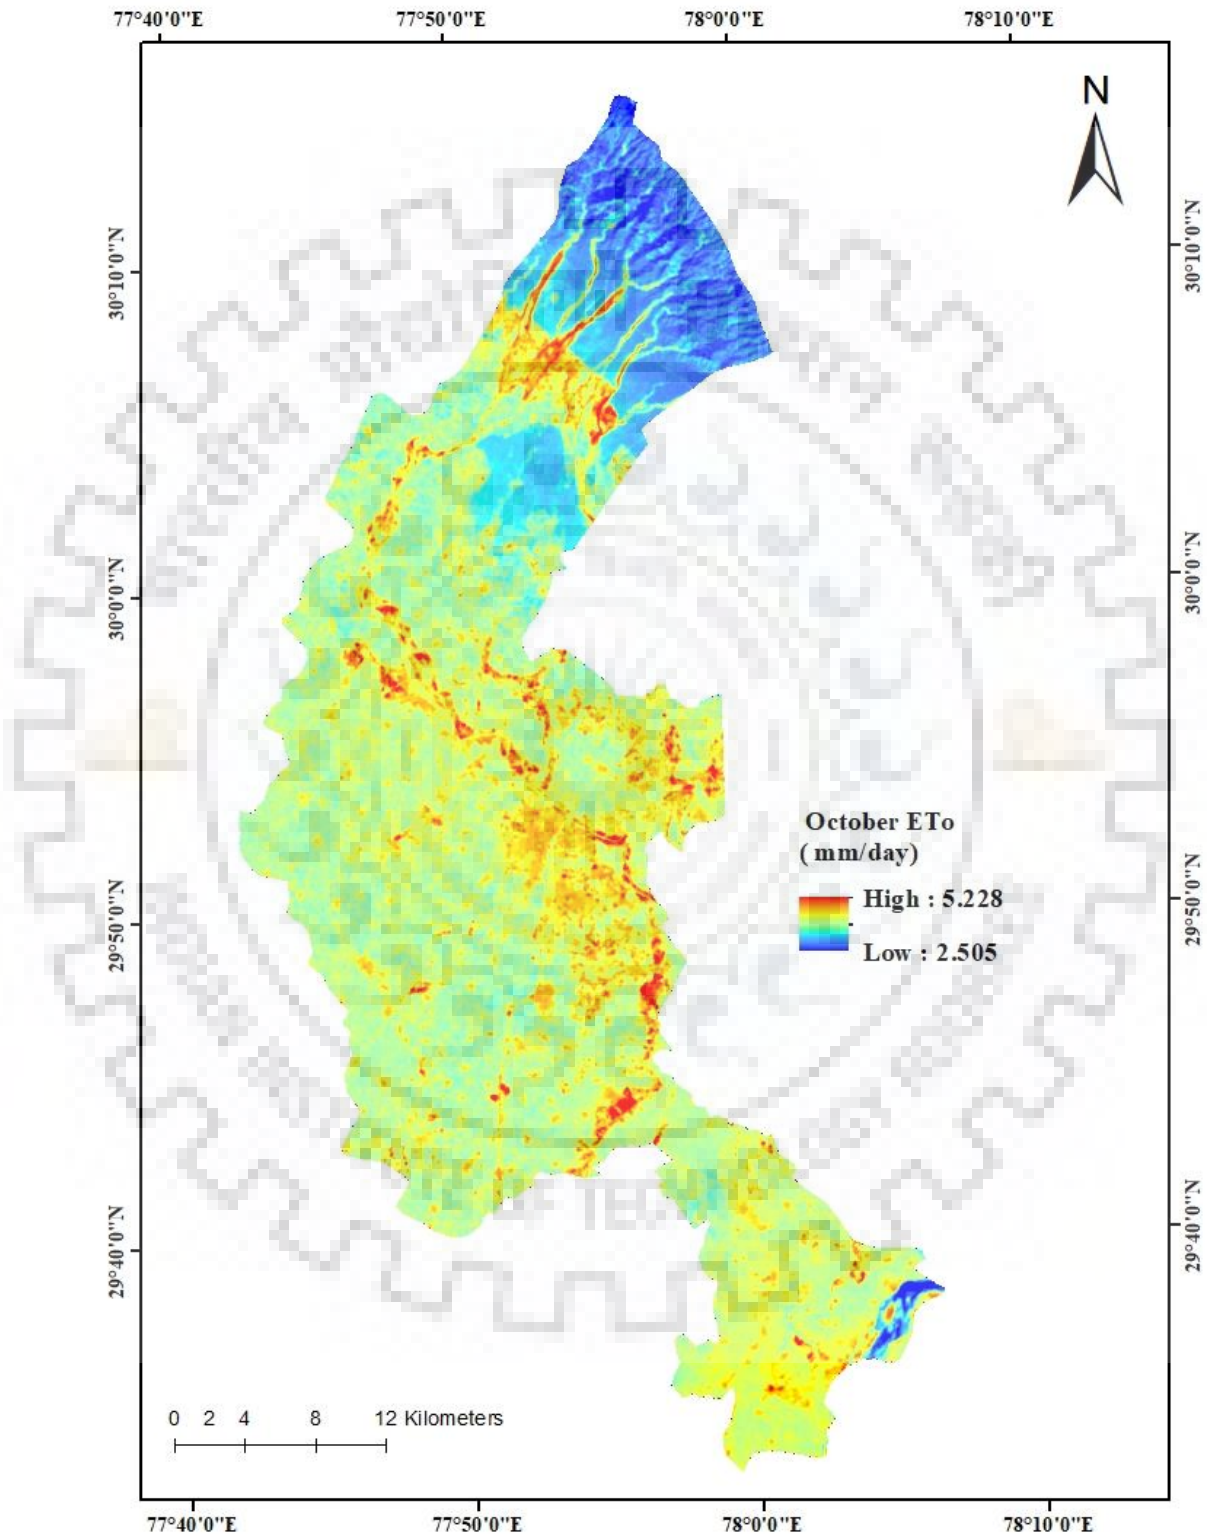 77°40'0"E 77°50'0"E 78°0'0"E 78°10'0"E
N
30°10'0"N 30°10'0"N
30°0'0"N 30°0'0"N
October ETo
( mm/day)
High : 5.228
Low : 2.505
29°50'0"N 29°50'0"N
29°40'0"N 29°40'0"N
0 2 4 8 12 Kilometers
77°40'0"E 77°50'0"E 78°0'0"E 78°10'0"E